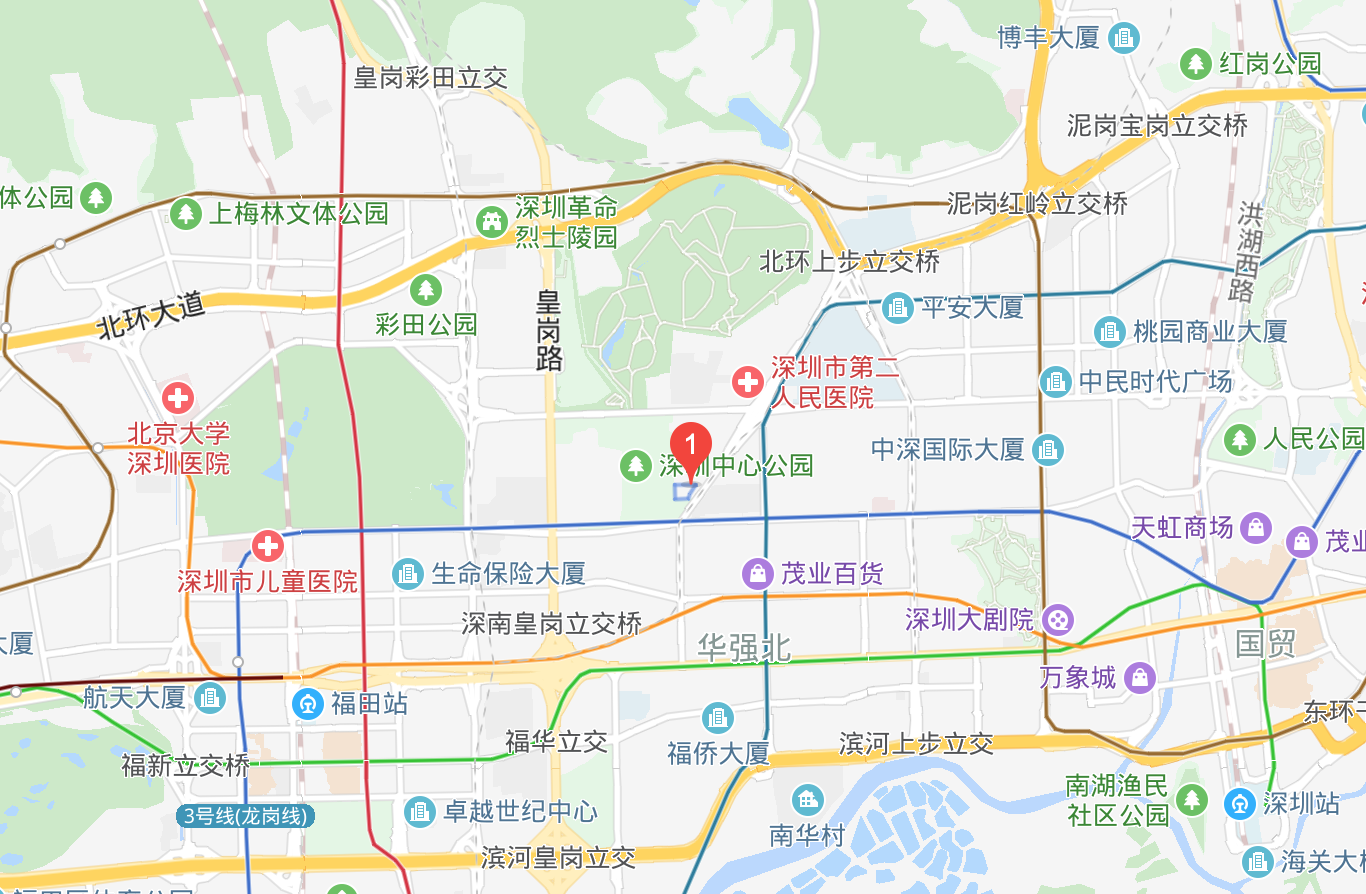 博丰大厦
红岗公园
皇岗彩田立交
泥岗宝岗立交桥
体公园
上梅林文体公园
深圳革命
烈士陵园
泥岗红岭立交桥
洪湖西路
北环上步立交桥
北环大道
彩田公园
皇岗路
平安大厦
桃园商业大厦
深圳市第二
人民医院
中民时代广场
北京大学
深圳医院
1
深圳中心公园
中深国际大厦
人民公园
天虹商场
茂业
深圳市儿童医院
生命保险大厦
茂业百货
深南皇岗立交桥
深圳大剧院
大厦
华强北
国贸
航天大厦
福田站
万象城
东环
福华立交
福侨大厦
滨河上步立交
福新立交桥
3号线(龙岗线)
卓越世纪中心
南华村
南湖渔民
社区公园
深圳站
滨河皇岗立交
海关大